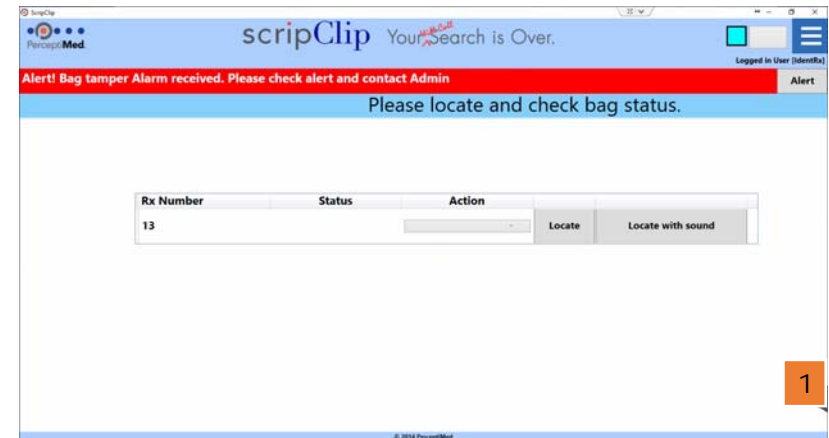 ScripClip
PerceptiMed.
scripClip Your Will Call Search is Over.
Logged in User [IdentRx]
Alert! Bag tamper Alarm received. Please check alert and contact Admin
Alert
Please locate and check bag status.
Rx Number Status Action
13 Locate Locate with sound
1
© 2014 PerceptiMed